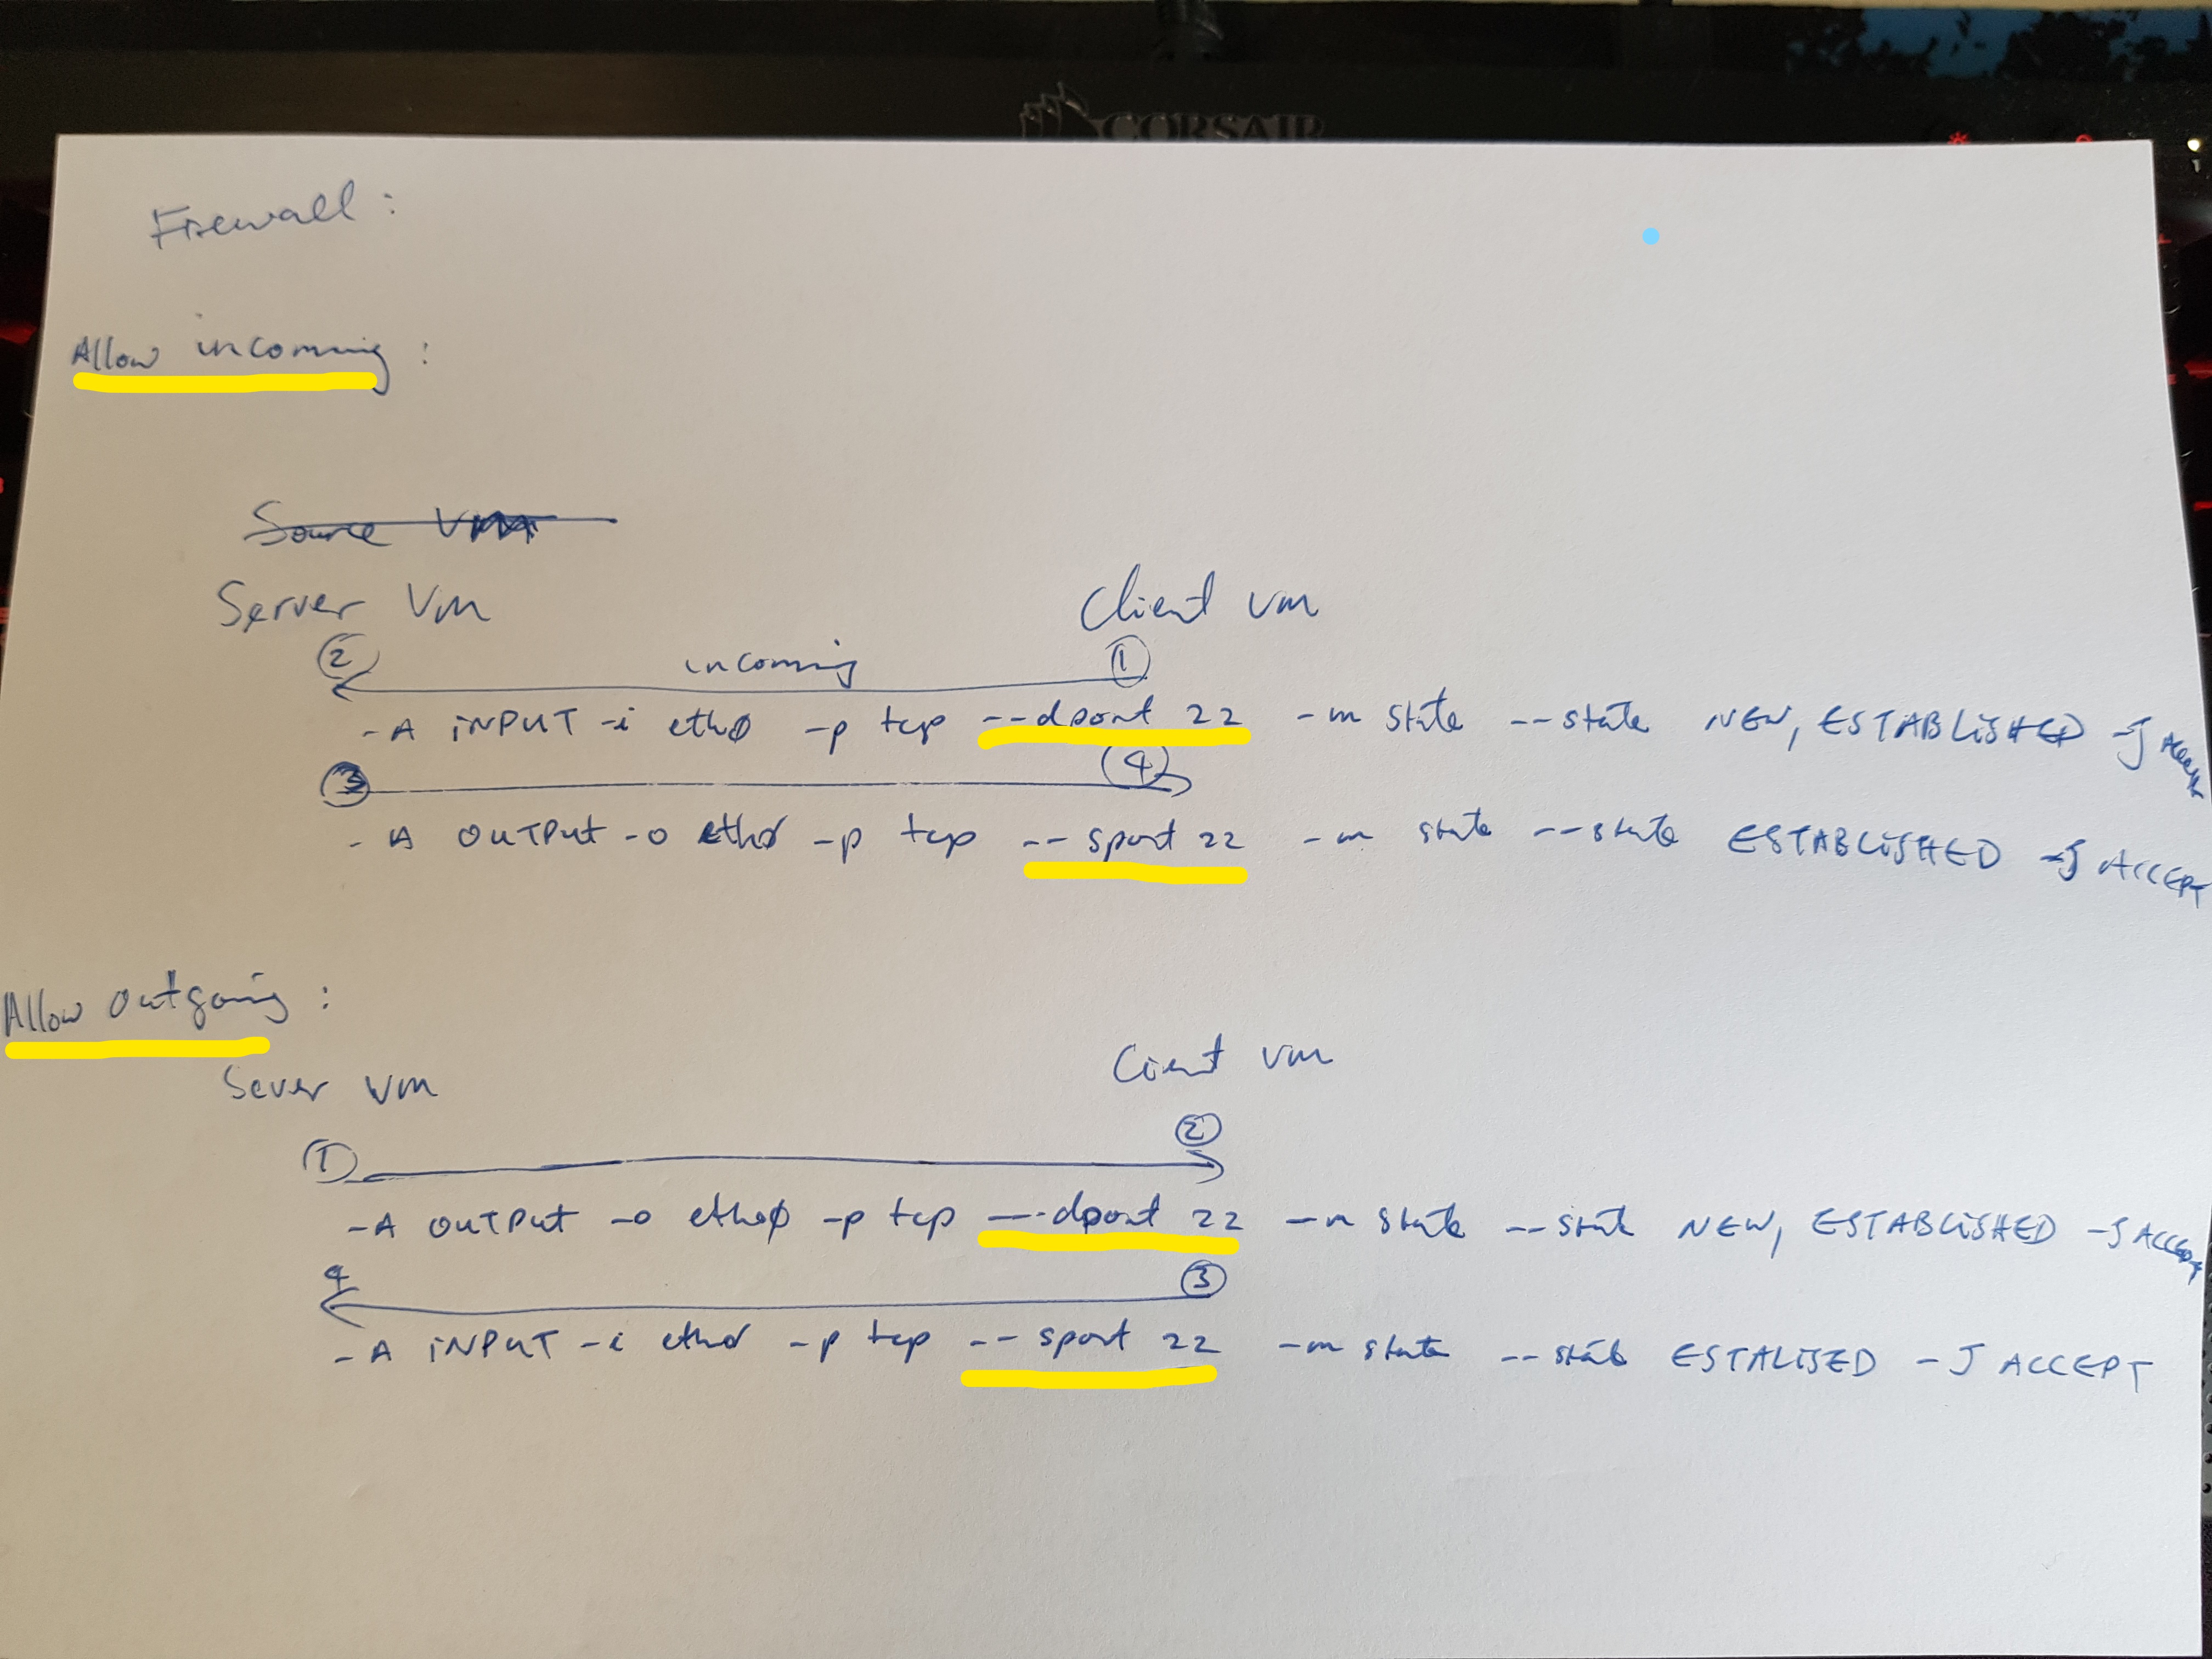 CORSAIR
Firewall :
Allow incoming :
Source VM
Server VM Client vm
② incoming ①
-A iNPUT -i eth0 -p tcp --dport 22 -m state --state NEW, ESTABLiSHED -J Accept
③ ④
-A OUTPut -o eth0 -p tcp --sport 22 -m state --state ESTABLiSHED -J ACCEPT
Allow Outgoing :
Sever VM Cient vm
① ②
-A OUTPut -o eth0 -p tcp --dport 22 -m state --state NEW, ESTABLiSHED -J ACCEPT
4 ③
-A iNPUT -i eth0 -p tcp --sport 22 -m state --state ESTALISED -J ACCEPT